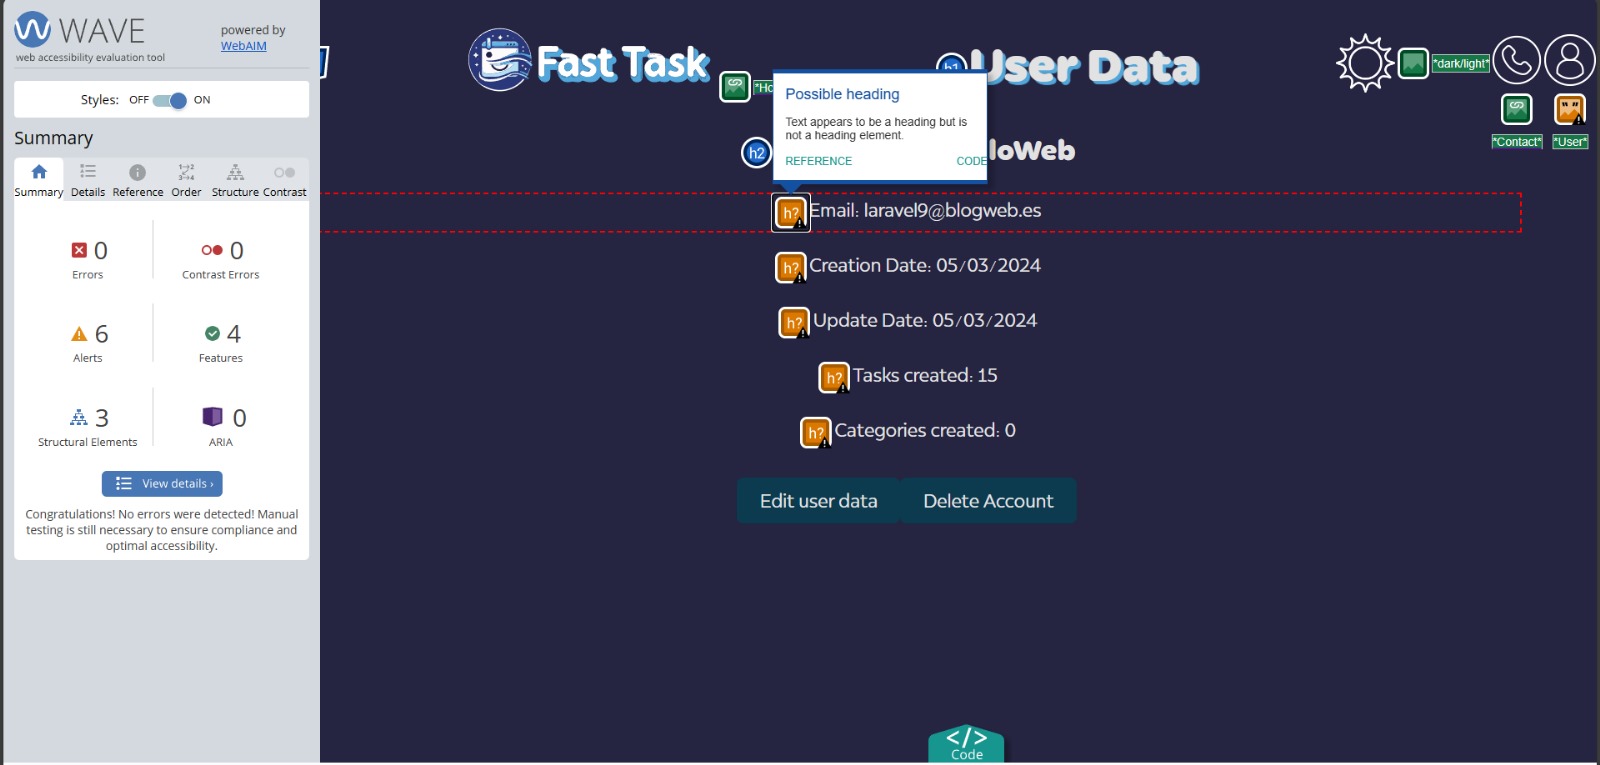 WAVE
powered by
WebAIM
web accessibility evaluation tool
Styles: OFF ON
Summary
Summary Details Reference Order Structure Contrast
0
Errors
0
Contrast Errors
6
Alerts
4
Features
3
Structural Elements
0
ARIA
View details ›
Congratulations! No errors were detected! Manual
testing is still necessary to ensure compliance and
optimal accessibility.
Fast Task
*Ho
h1 User Data
*dark/light*
*Contact*
*User*
Possible heading
Text appears to be a heading but is
not a heading element.
REFERENCE CODE
h2 loWeb
h? Email: laravel9@blogweb.es
h? Creation Date: 05/03/2024
h? Update Date: 05/03/2024
h? Tasks created: 15
h? Categories created: 0
Edit user data Delete Account
</>
Code